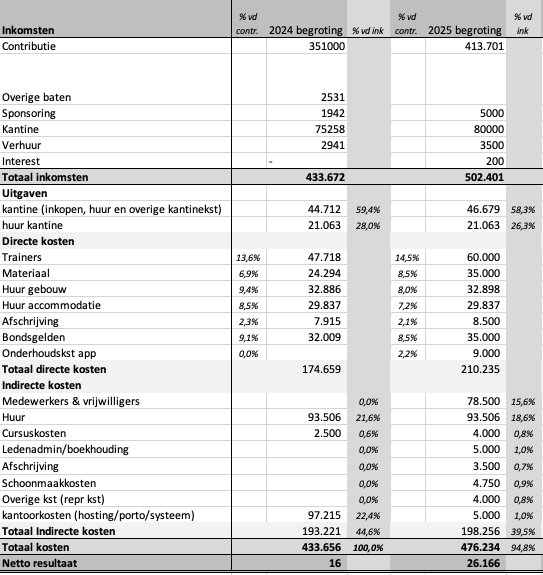 Inkomsten % vd contr. 2024 begroting % vd ink % vd contr. 2025 begroting % vd ink
Contributie 351000 413.701
Overige baten 2531
Sponsoring 1942 5000
Kantine 75258 80000
Verhuur 2941 3500
Interest - 200
Totaal inkomsten 433.672 502.401
Uitgaven
kantine (inkopen, huur en overige kantinekst) 44.712 59,4% 46.679 58,3%
huur kantine 21.063 28,0% 21.063 26,3%
Directe kosten
Trainers 13,6% 47.718 14,5% 60.000
Materiaal 6,9% 24.294 8,5% 35.000
Huur gebouw 9,4% 32.886 8,0% 32.898
Huur accommodatie 8,5% 29.837 7,2% 29.837
Afschrijving 2,3% 7.915 2,1% 8.500
Bondsgelden 9,1% 32.009 8,5% 35.000
Onderhoudskst app 0,0% 2,2% 9.000
Totaal directe kosten 174.659 210.235
Indirecte kosten
Medewerkers & vrijwilligers 0,0% 78.500 15,6%
Huur 93.506 21,6% 93.506 18,6%
Cursuskosten 2.500 0,6% 4.000 0,8%
Ledenadmin/boekhouding 0,0% 5.000 1,0%
Afschrijving 0,0% 3.500 0,7%
Schoonmaakkosten 0,0% 4.750 0,9%
Overige kst (repr kst) 0,0% 4.000 0,8%
kantoorkosten (hosting/porto/systeem) 97.215 22,4% 5.000 1,0%
Totaal Indirecte kosten 193.221 44,6% 198.256 39,5%
Totaal kosten 433.656 100,0% 476.234 94,8%
Netto resultaat 16 26.166